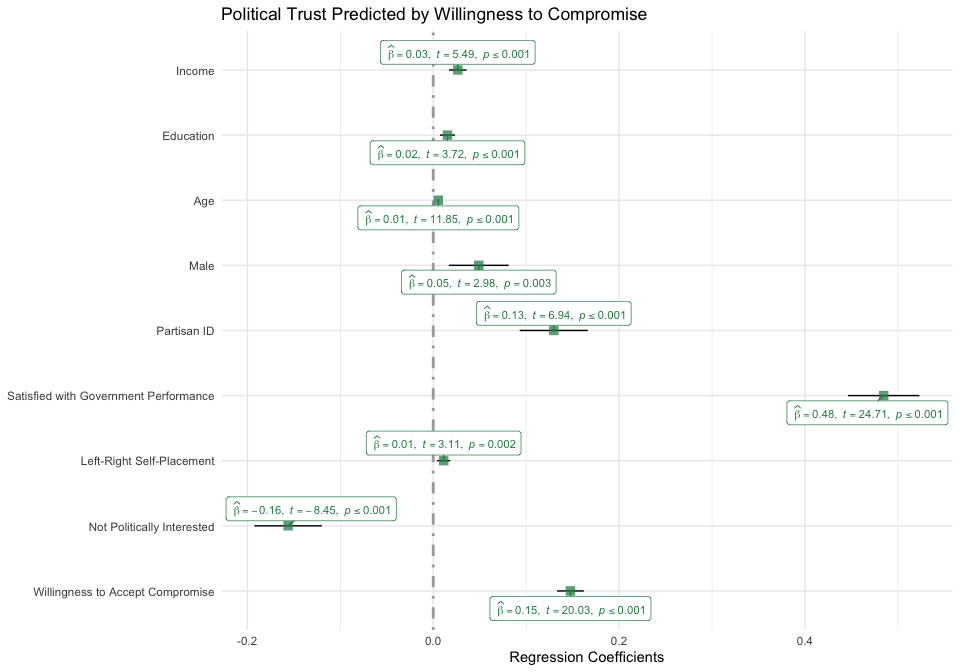 Political Trust Predicted by Willingness to Compromise
β̂ = 0.03, t = 5.49, p ≤ 0.001
Income
Education
β̂ = 0.02, t = 3.72, p ≤ 0.001
Age
β̂ = 0.01, t = 11.85, p ≤ 0.001
Male
β̂ = 0.05, t = 2.98, p = 0.003
β̂ = 0.13, t = 6.94, p ≤ 0.001
Partisan ID
Satisfied with Government Performance
β̂ = 0.48, t = 24.71, p ≤ 0.001
β̂ = 0.01, t = 3.11, p = 0.002
Left-Right Self-Placement
β̂ = −0.16, t = −8.45, p ≤ 0.001
Not Politically Interested
Willingness to Accept Compromise
β̂ = 0.15, t = 20.03, p ≤ 0.001
-0.2 0.0 0.2 0.4
Regression Coefficients